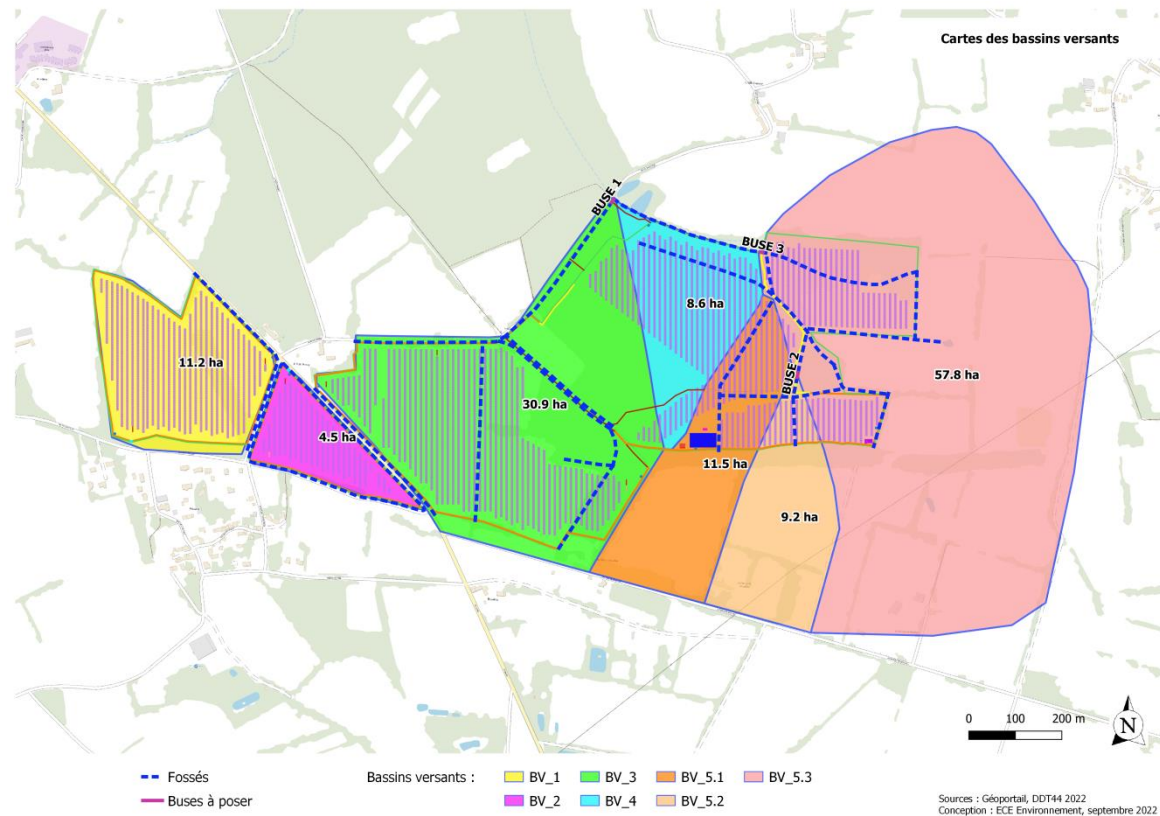 Cartes des bassins versants
BUSE 1
BUSE 3
8.6 ha
11.2 ha
BUSE 2
57.8 ha
30.9 ha
4.5 ha
11.5 ha
9.2 ha
0 100 200 m
N
Fossés
Buses à poser
Bassins versants :
BV_1
BV_3
BV_5.1
BV_5.3
BV_2
BV_4
BV_5.2
Sources : Géoportail, DDT44 2022
Conception : ECE Environnement, septembre 2022